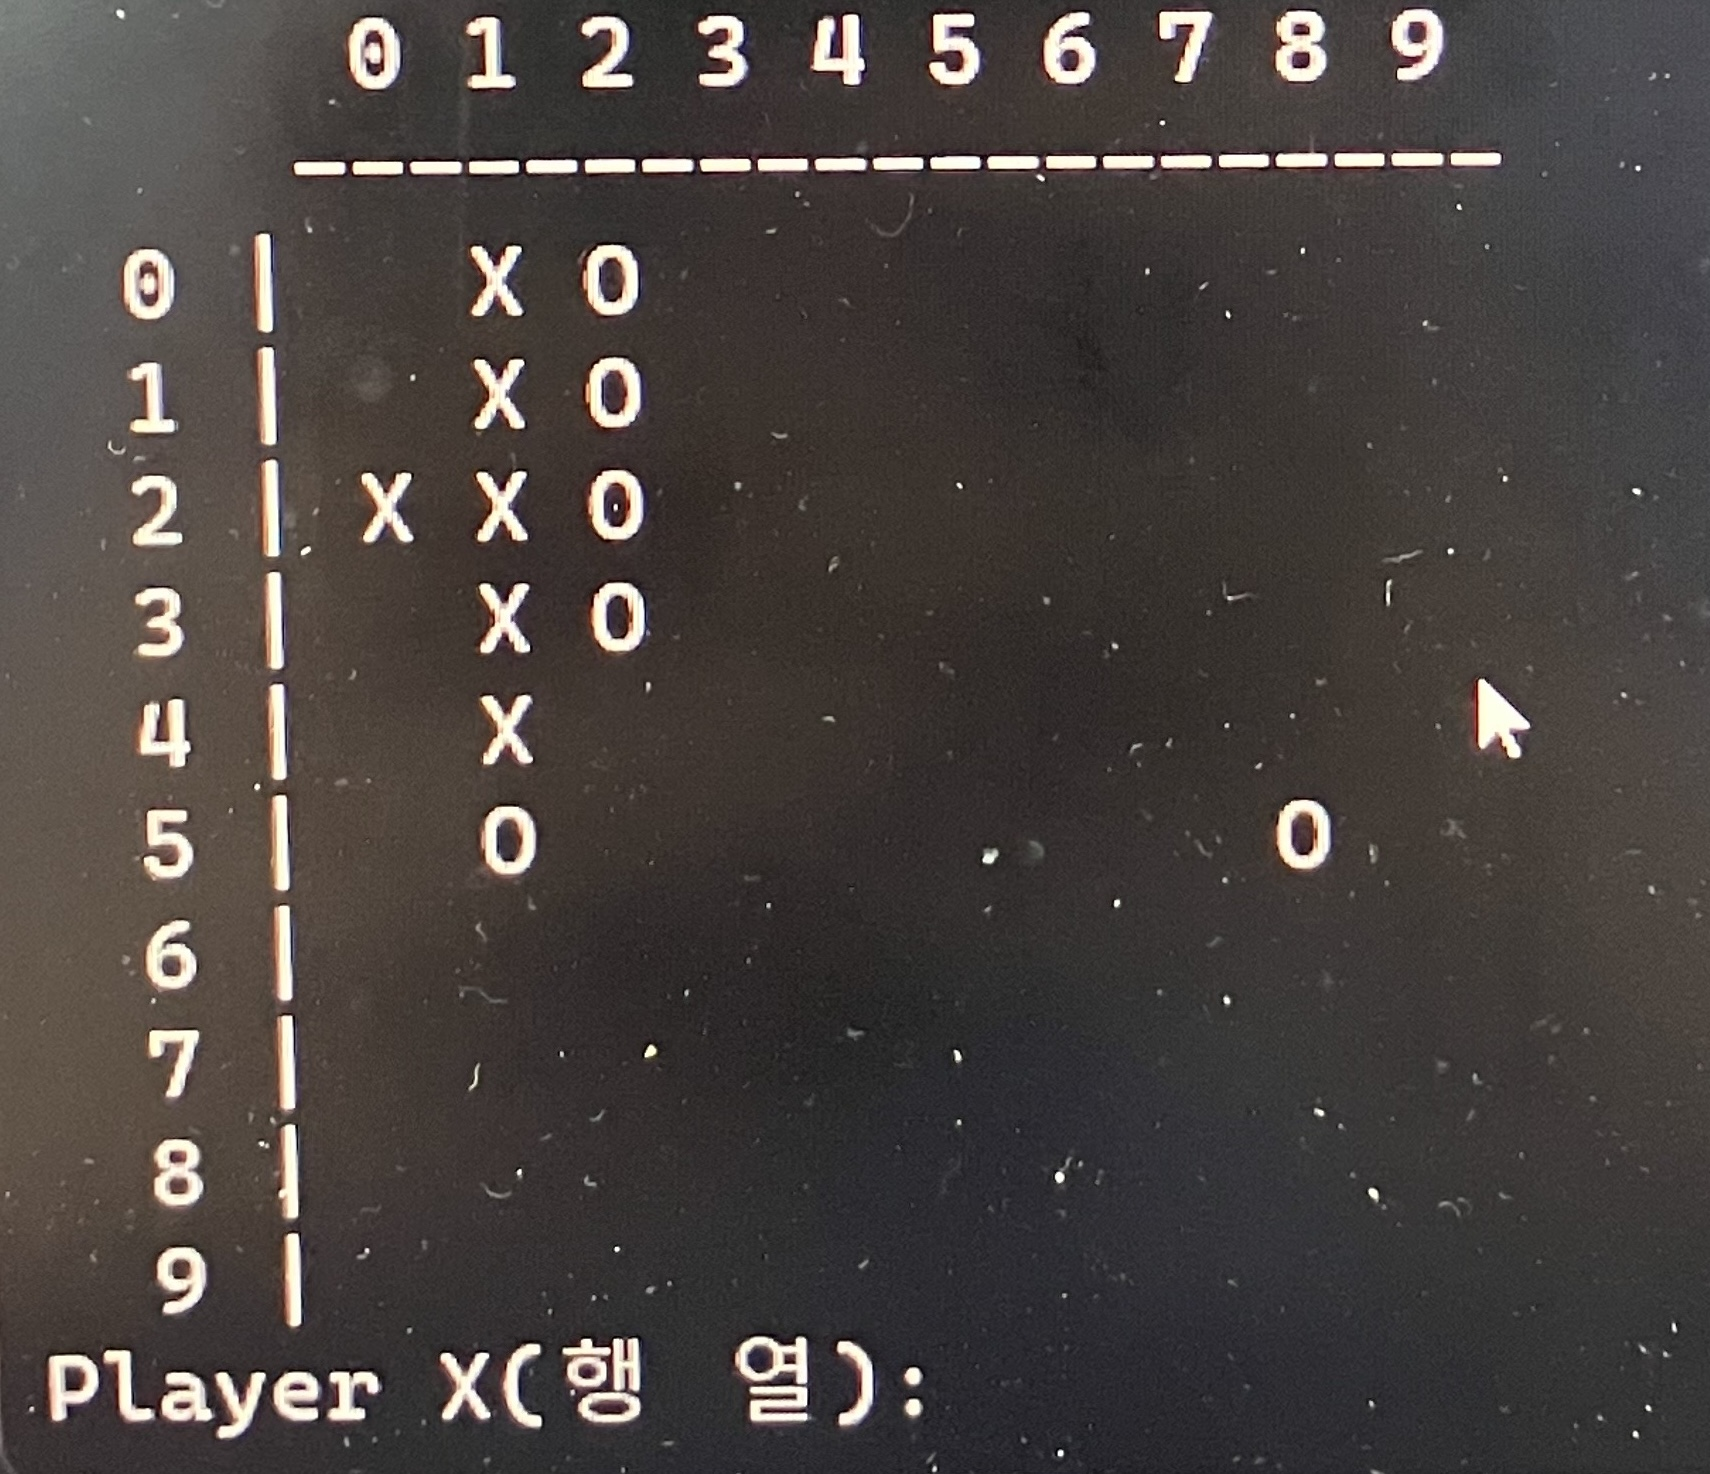 0 1 2 3 4 5 6 7 8 9
---------------------
0 | X O
1 | X O
2 | X X O
3 | X O
4 | X
5 | O O
6 |
7 |
8 |
9 |
Player X(행 열):